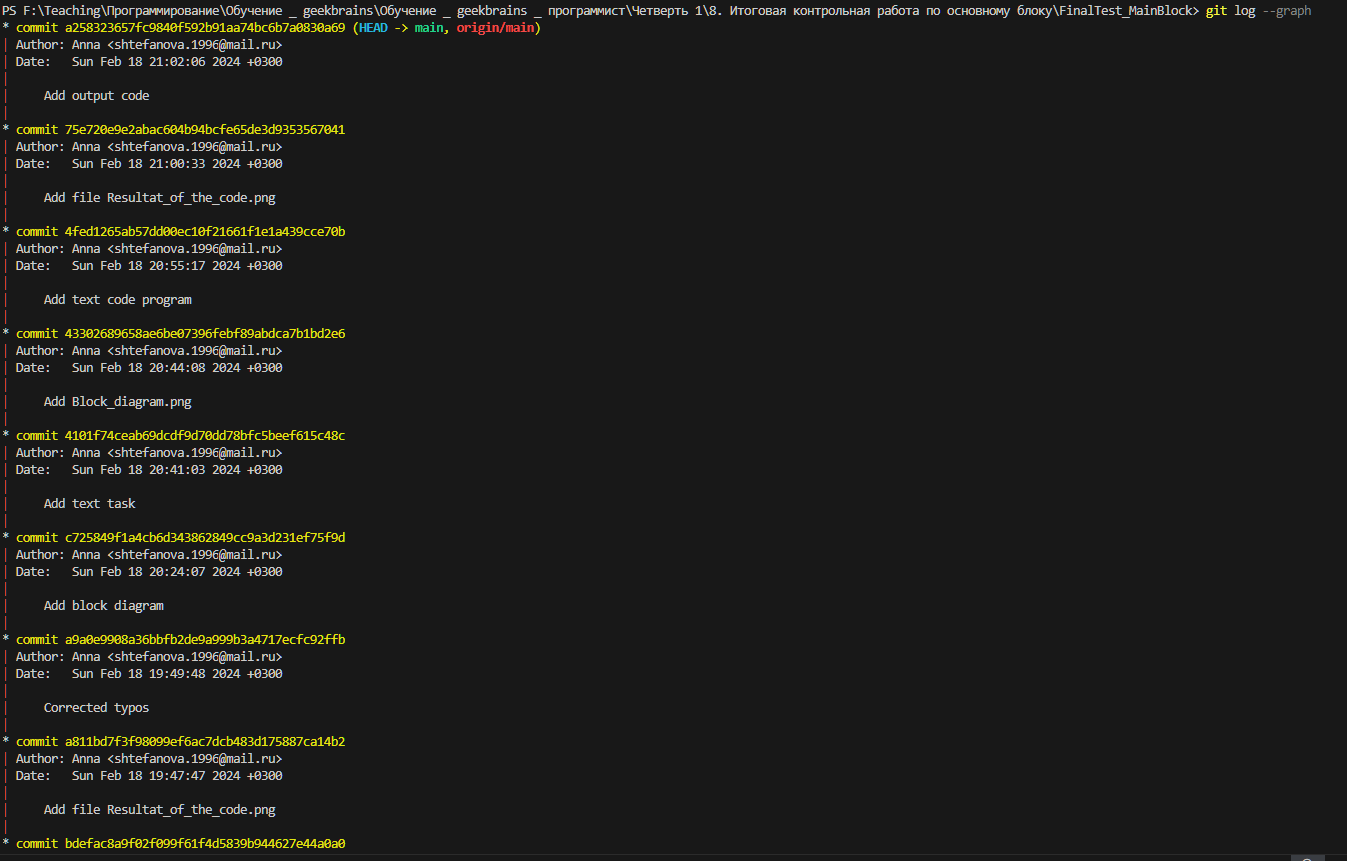 PS F:\Teaching\Программирование\Обучение _ geekbrains\Обучение _ geekbrains _ программист\Четверть 1\8. Итоговая контрольная работа по основному блоку\FinalTest_MainBlock> git log --graph
* commit a258323657fc9840f592b91aa74bc6b7a0830a69 (HEAD -> main, origin/main)
| Author: Anna <shtefanova.1996@mail.ru>
| Date:   Sun Feb 18 21:02:06 2024 +0300
|
|     Add output code
|
* commit 75e720e9e2abac604b94bcfe65de3d9353567041
| Author: Anna <shtefanova.1996@mail.ru>
| Date:   Sun Feb 18 21:00:33 2024 +0300
|
|     Add file Resultat_of_the_code.png
|
* commit 4fed1265ab57dd00ec10f21661f1e1a439cce70b
| Author: Anna <shtefanova.1996@mail.ru>
| Date:   Sun Feb 18 20:55:17 2024 +0300
|
|     Add text code program
|
* commit 43302689658ae6be07396febf89abdca7b1bd2e6
| Author: Anna <shtefanova.1996@mail.ru>
| Date:   Sun Feb 18 20:44:08 2024 +0300
|
|     Add Block_diagram.png
|
* commit 4101f74ceab69dcdf9d70dd78bfc5beef615c48c
| Author: Anna <shtefanova.1996@mail.ru>
| Date:   Sun Feb 18 20:41:03 2024 +0300
|
|     Add text task
|
* commit c725849f1a4cb6d343862849cc9a3d231ef75f9d
| Author: Anna <shtefanova.1996@mail.ru>
| Date:   Sun Feb 18 20:24:07 2024 +0300
|
|     Add block diagram
|
* commit a9a0e9908a36bbfb2de9a999b3a4717ecfc92ffb
| Author: Anna <shtefanova.1996@mail.ru>
| Date:   Sun Feb 18 19:49:48 2024 +0300
|
|     Corrected typos
|
* commit a811bd7f3f98099ef6ac7dcb483d175887ca14b2
| Author: Anna <shtefanova.1996@mail.ru>
| Date:   Sun Feb 18 19:47:47 2024 +0300
|
|     Add file Resultat_of_the_code.png
|
* commit bdefac8a9f02f099f61f4d5839b944627e44a0a0